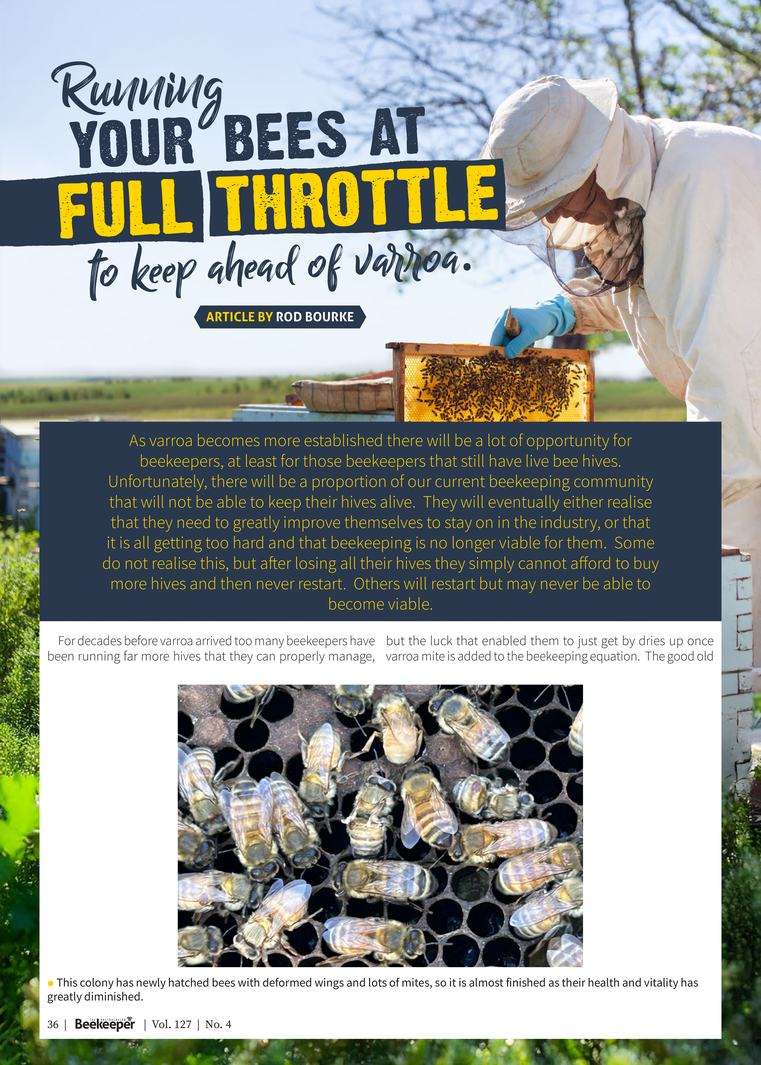 Running
YOUR BEES AT
FULL THROTTLE
to keep ahead of varroa.
ARTICLE BY ROD BOURKE
As varroa becomes more established there will be a lot of opportunity for
beekeepers, at least for those beekeepers that still have live bee hives.
Unfortunately, there will be a proportion of our current beekeeping community
that will not be able to keep their hives alive. They will eventually either realise
that they need to greatly improve themselves to stay on in the industry, or that
it is all getting too hard and that beekeeping is no longer viable for them. Some
do not realise this, but after losing all their hives they simply cannot afford to buy
more hives and then never restart. Others will restart but may never be able to
become viable.
For decades before varroa arrived too many beekeepers have
been running far more hives that they can properly manage,
but the luck that enabled them to just get by dries up once
varroa mite is added to the beekeeping equation. The good old
• This colony has newly hatched bees with deformed wings and lots of mites, so it is almost finished as their health and vitality has
greatly diminished.
36 | Beekeeper | Vol. 127 | No. 4